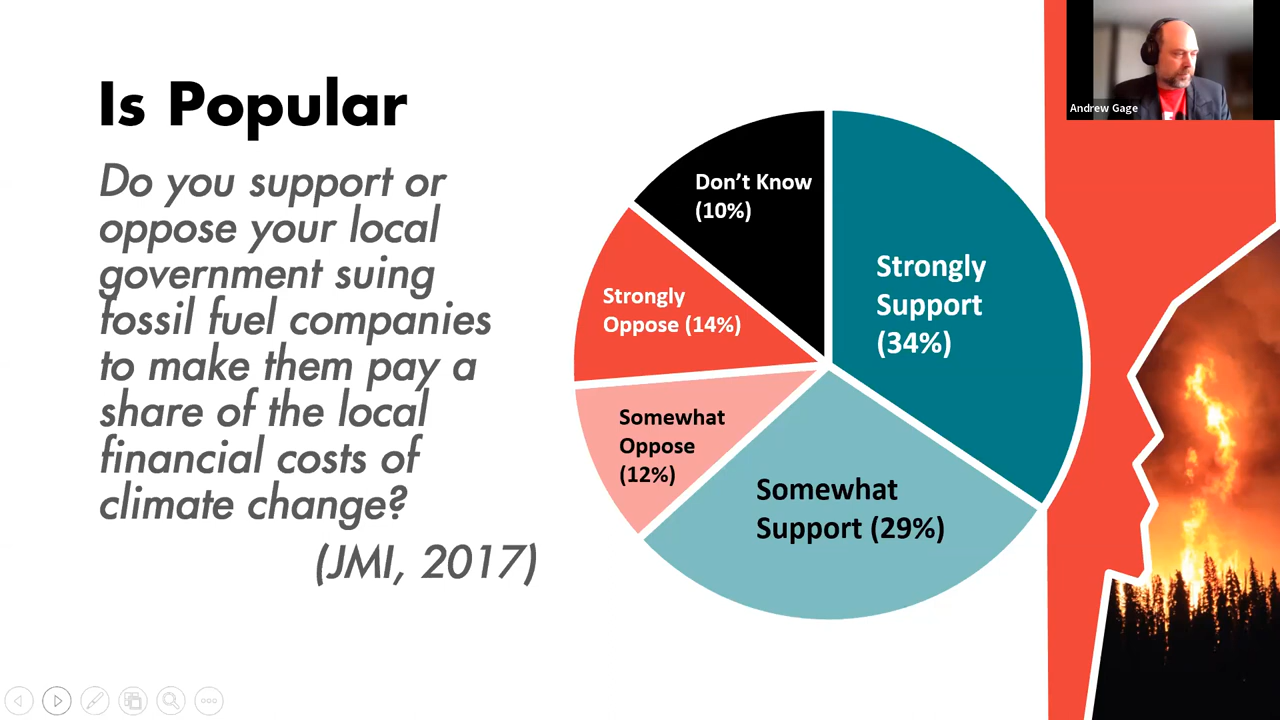 Is Popular
Do you support or
oppose your local
government suing
fossil fuel companies
to make them pay a
share of the local
financial costs of
climate change?
(JMI, 2017)
Don't Know
(10%)
Strongly
Support
(34%)
Strongly
Oppose (14%)
Somewhat
Oppose
(12%)
Somewhat
Support (29%)
Andrew Gage